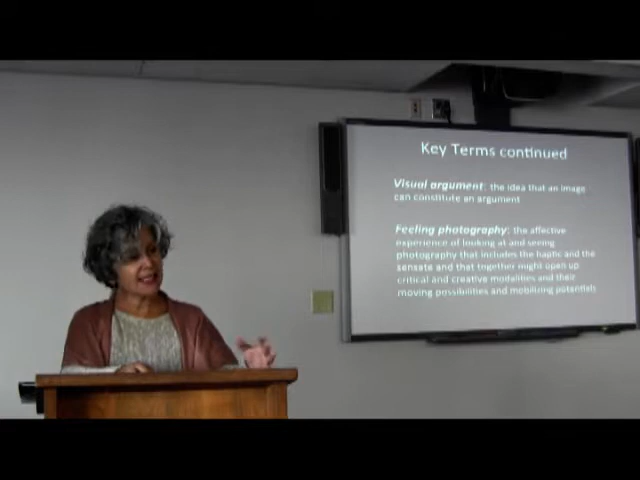 Key Terms continued
Visual argument: the idea that an image
can constitute an argument
Feeling photography: the affective
experience of looking at and seeing
photography that includes the haptic and the
sensate and that together might open up
critical and creative modalities and their
moving possibilities and mobilizing potentials